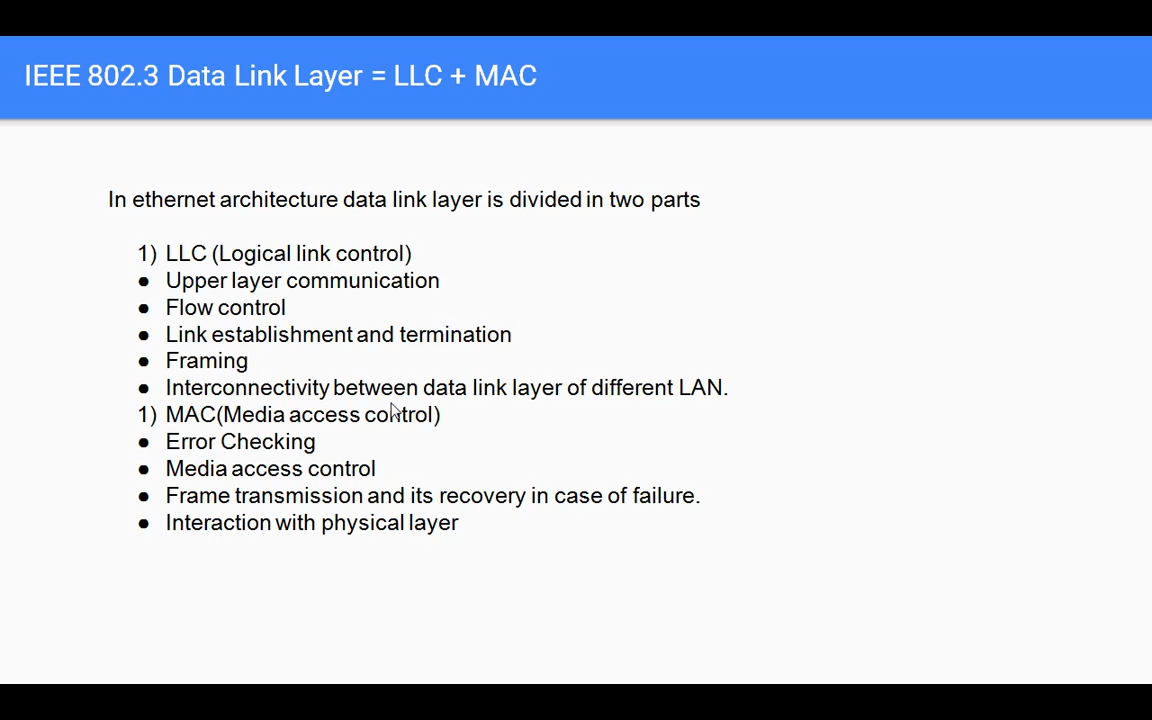 IEEE 802.3 Data Link Layer = LLC + MAC
In ethernet architecture data link layer is divided in two parts
1) LLC (Logical link control)
● Upper layer communication
● Flow control
● Link establishment and termination
● Framing
● Interconnectivity between data link layer of different LAN.
1) MAC(Media access control)
● Error Checking
● Media access control
● Frame transmission and its recovery in case of failure.
● Interaction with physical layer